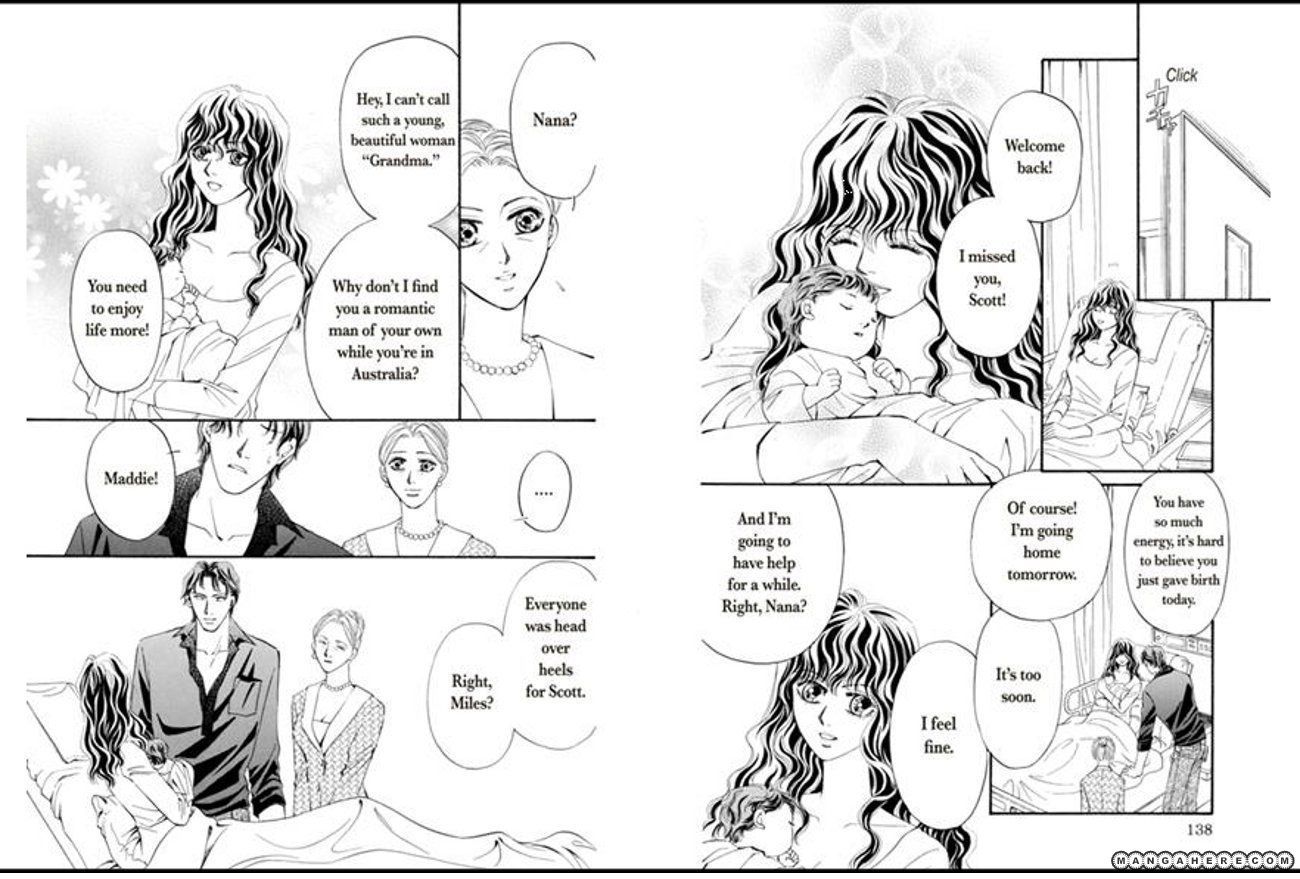 Click
カチャ
Welcome
back!
I missed
you,
Scott!
You have
so much
energy, it's hard
to believe you
just gave birth
today.
Of course!
I'm going
home
tomorrow.
It's too
soon.
I feel
fine.
And I'm
going to
have help
for a while.
Right, Nana?
138
Nana?
Hey, I can't call
such a young,
beautiful woman
“Grandma.”
Why don't I find
you a romantic
man of your own
while you're in
Australia?
You need
to enjoy
life more!
....
Maddie!
Everyone
was head
over
heels
for Scott.
Right,
Miles?
MANGAHERE.COM